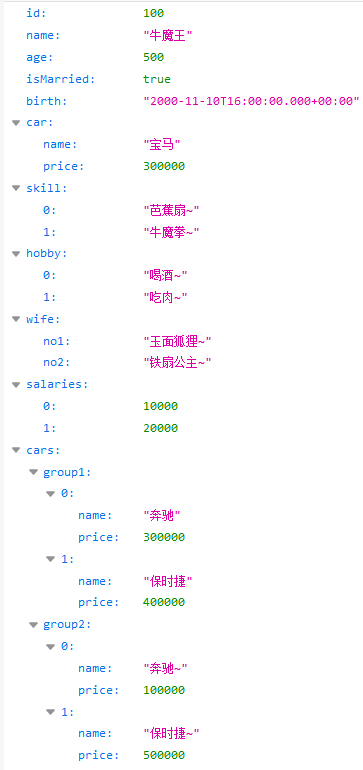 id: 100
name: "牛魔王"
age: 500
isMarried: true
birth: "2000-11-10T16:00:00.000+00:00"
car:
name: "宝马"
price: 300000
skill:
0: "芭蕉扇~"
1: "牛魔拳~"
hobby:
0: "喝酒~"
1: "吃肉~"
wife:
no1: "玉面狐狸~"
no2: "铁扇公主~"
salaries:
0: 10000
1: 20000
cars:
group1:
0:
name: "奔驰"
price: 300000
1:
name: "保时捷"
price: 400000
group2:
0:
name: "奔驰~"
price: 100000
1:
name: "保时捷~"
price: 500000